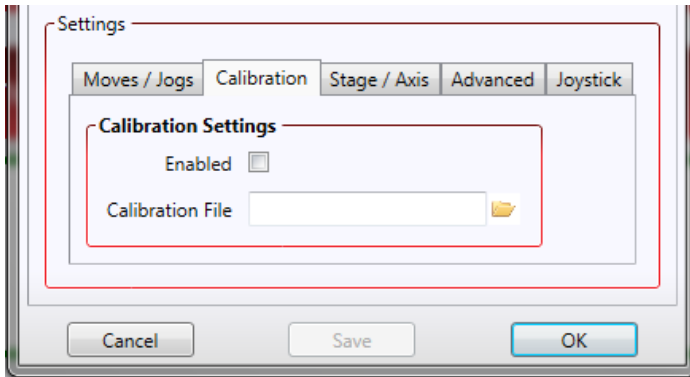 Settings
Moves / Jogs Calibration Stage / Axis Advanced Joystick
Calibration Settings
Enabled
Calibration File
Cancel Save OK